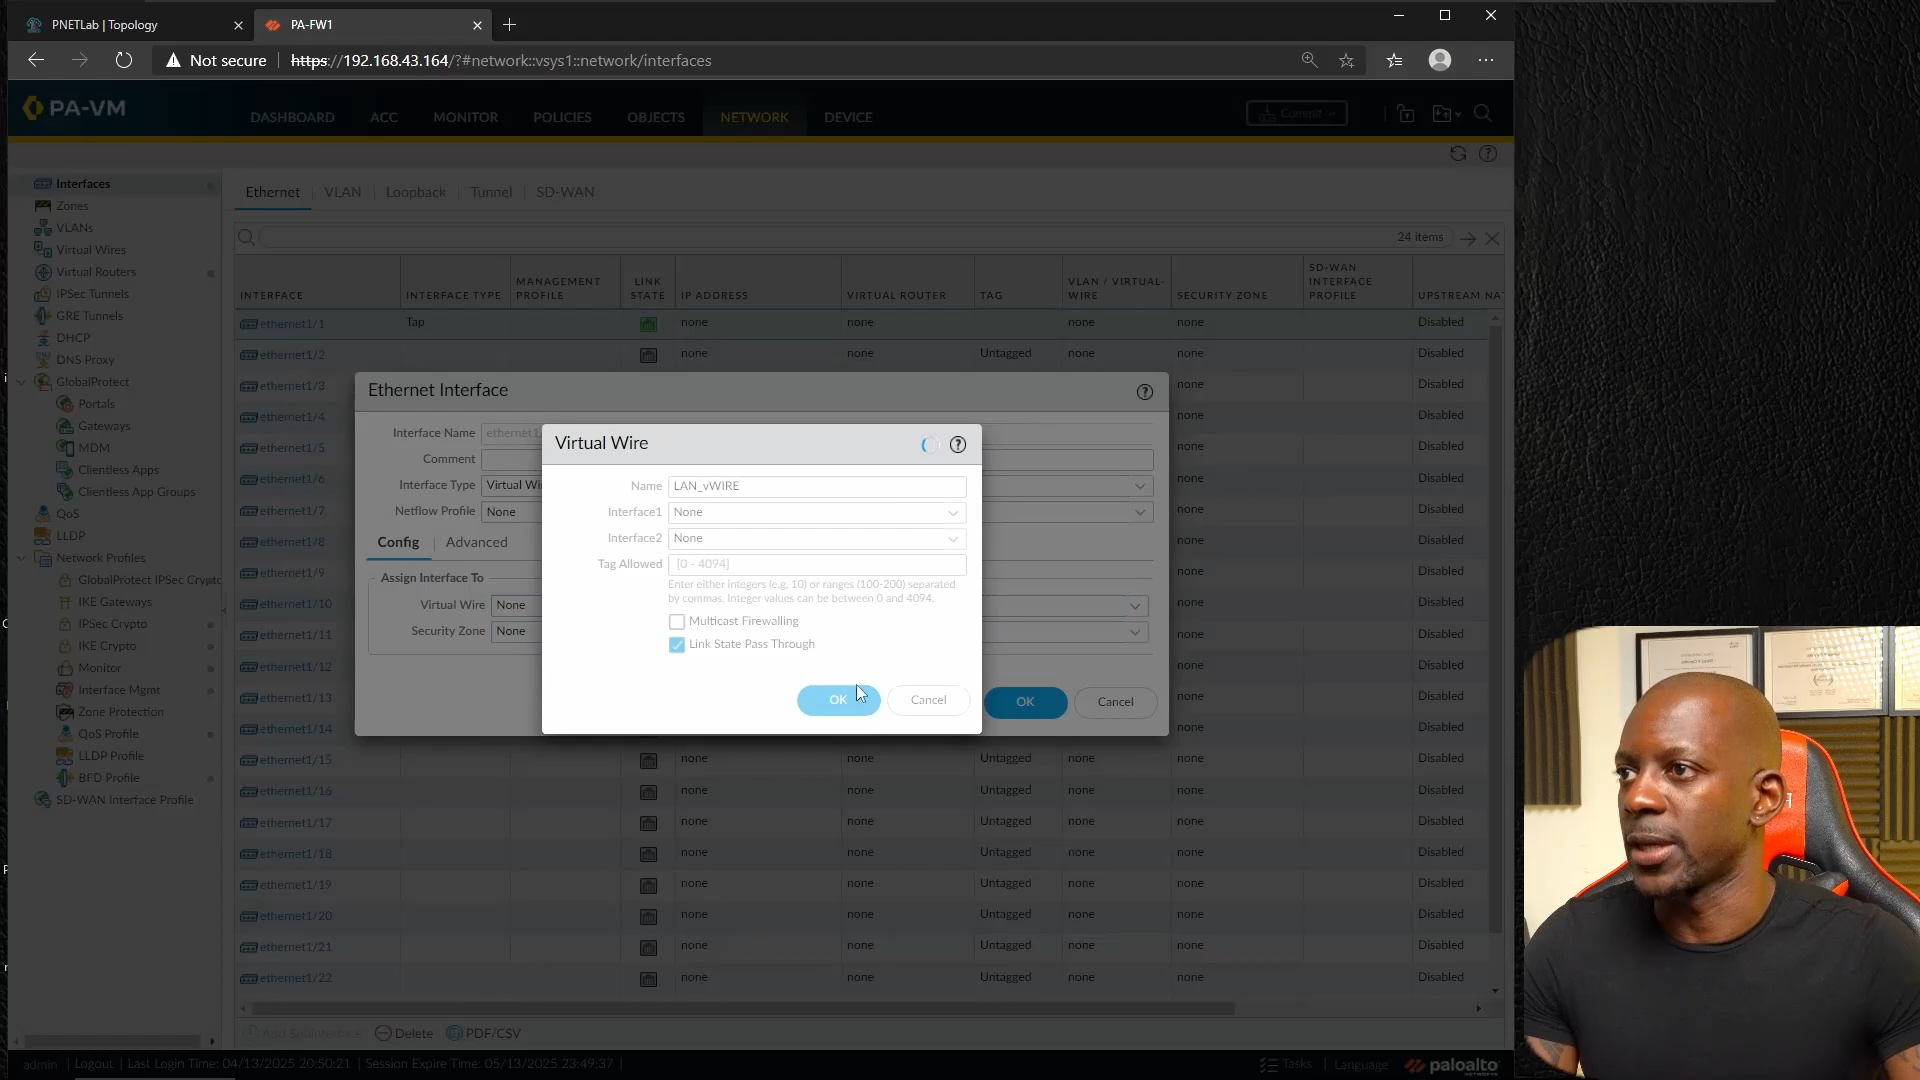 PNETLab | Topology
PA-FW1
Not secure
https://192.168.43.164/?#network::vsys1::network/interfaces
PA-VM
DASHBOARD
ACC
MONITOR
POLICIES
OBJECTS
NETWORK
DEVICE
Commit
Interfaces
Zones
VLANs
Virtual Wires
Virtual Routers
IPSec Tunnels
GRE Tunnels
DHCP
DNS Proxy
GlobalProtect
Portals
Gateways
MDM
Clientless Apps
Clientless App Groups
QoS
LLDP
Network Profiles
GlobalProtect IPSec Crypto
IKE Gateways
IPSec Crypto
IKE Crypto
Monitor
Interface Mgmt
Zone Protection
QoS Profile
LLDP Profile
BFD Profile
SD-WAN Interface Profile
Ethernet
VLAN
Loopback
Tunnel
SD-WAN
24 items
INTERFACE
INTERFACE TYPE
MANAGEMENT PROFILE
LINK STATE
IP ADDRESS
VIRTUAL ROUTER
TAG
VLAN / VIRTUAL-WIRE
SECURITY ZONE
SD-WAN INTERFACE PROFILE
UPSTREAM NAT
ethernet1/1 Tap none none none none Disabled
ethernet1/2 none none Untagged none none Disabled
ethernet1/3 none Disabled
ethernet1/4 none Disabled
ethernet1/5 none Disabled
ethernet1/6 none Disabled
ethernet1/7 none Disabled
ethernet1/8 none Disabled
ethernet1/9 none Disabled
ethernet1/10 none Disabled
ethernet1/11 none Disabled
ethernet1/12 none Disabled
ethernet1/13 none Disabled
ethernet1/14 none Disabled
ethernet1/15 none none Untagged none none Disabled
ethernet1/16 none none Untagged none none Disabled
ethernet1/17 none none Untagged none none Disabled
ethernet1/18 none none Untagged none none Disabled
ethernet1/19 none none Untagged none none Disabled
ethernet1/20 none none Untagged none none Disabled
ethernet1/21 none none Untagged none none Disabled
ethernet1/22 none none Untagged none none Disabled
Ethernet Interface
Interface Name ethernet1
Comment
Interface Type Virtual Wi
Netflow Profile None
Config
Advanced
Assign Interface To
Virtual Wire None
Security Zone None
OK
Cancel
Virtual Wire
Name LAN_vWIRE
Interface1 None
Interface2 None
Tag Allowed [0 - 4094]
Enter either integers (e.g. 10) or ranges (100-200) separated
by commas. Integer values can be between 0 and 4094.
Multicast Firewalling
Link State Pass Through
OK
Cancel
Add Subinterface
Delete
PDF/CSV
admin | Logout | Last Login Time: 04/13/2025 20:50:21 | Session Expire Time: 05/13/2025 23:49:37 |
Tasks | Language
paloalto
NETWORKS